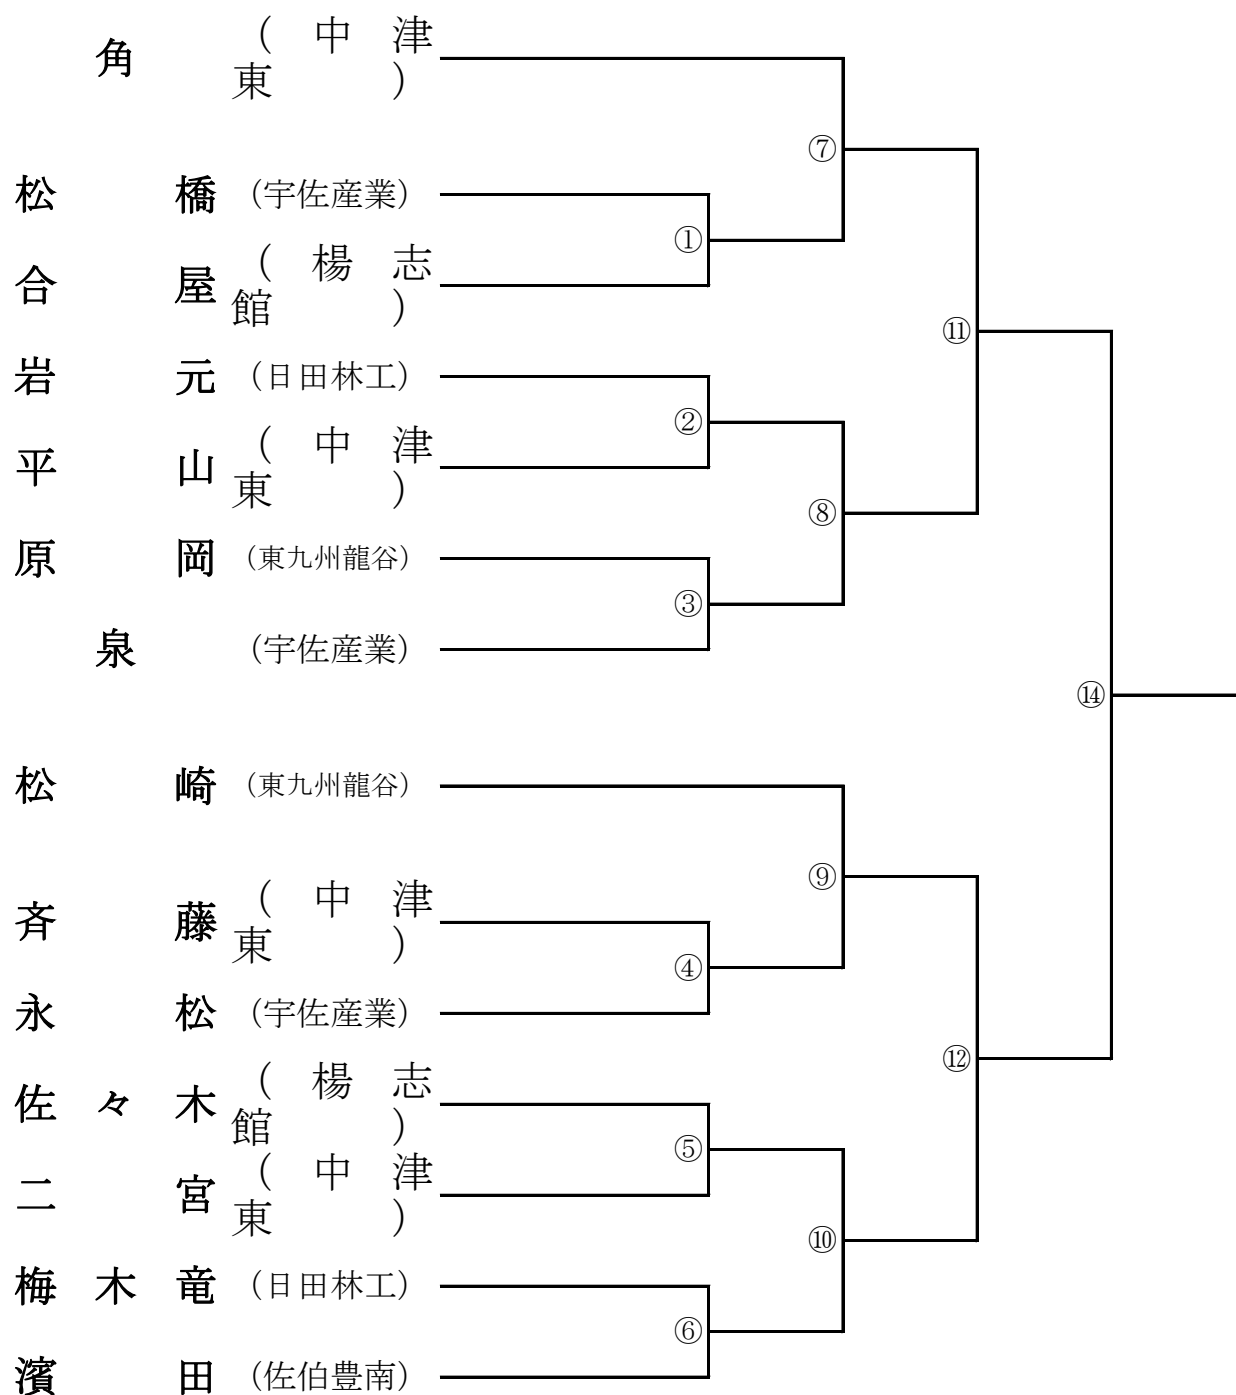 角 (中津東)
⑦
松橋 (宇佐産業)
①
合屋 (楊志館)
⑪
岩元 (日田林工)
②
平山 (中津東)
⑧
原岡 (東九州龍谷)
③
泉 (宇佐産業)
⑭
松崎 (東九州龍谷)
⑨
斉藤 (中津東)
④
永松 (宇佐産業)
⑫
佐々木 (楊志館)
⑤
二宮 (中津東)
⑩
梅木竜 (日田林工)
⑥
濱田 (佐伯豊南)